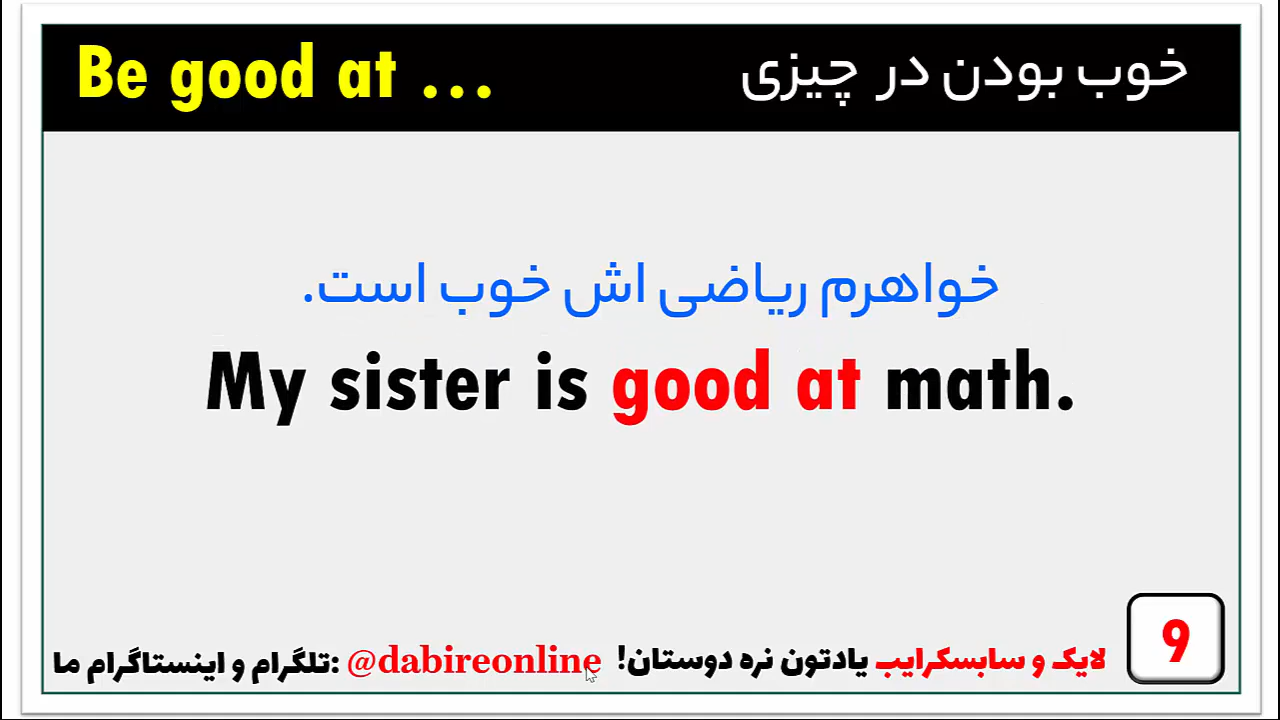 Be good at ...
خوب بودن در چیزی
خواهرم ریاضی اش خوب است.
My sister is good at math.
9
لایک و سابسکرایب یادتون نره دوستان!
تلگرام و اینستاگرام ما: @dabireonline